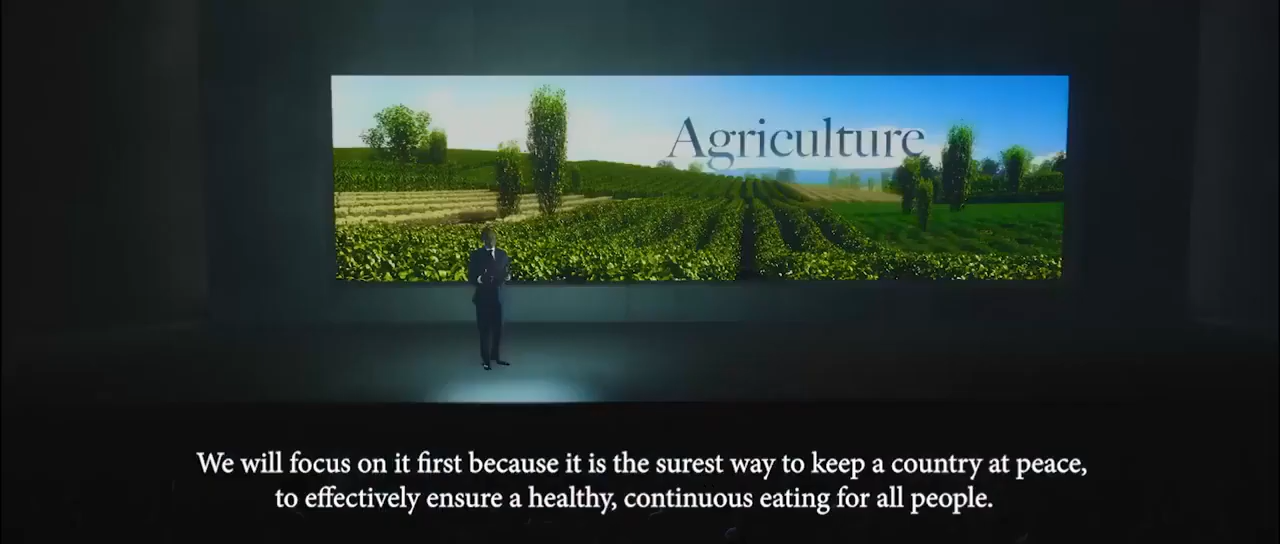 Agriculture
We will focus on it first because it is the surest way to keep a country at peace,
to effectively ensure a healthy, continuous eating for all people.